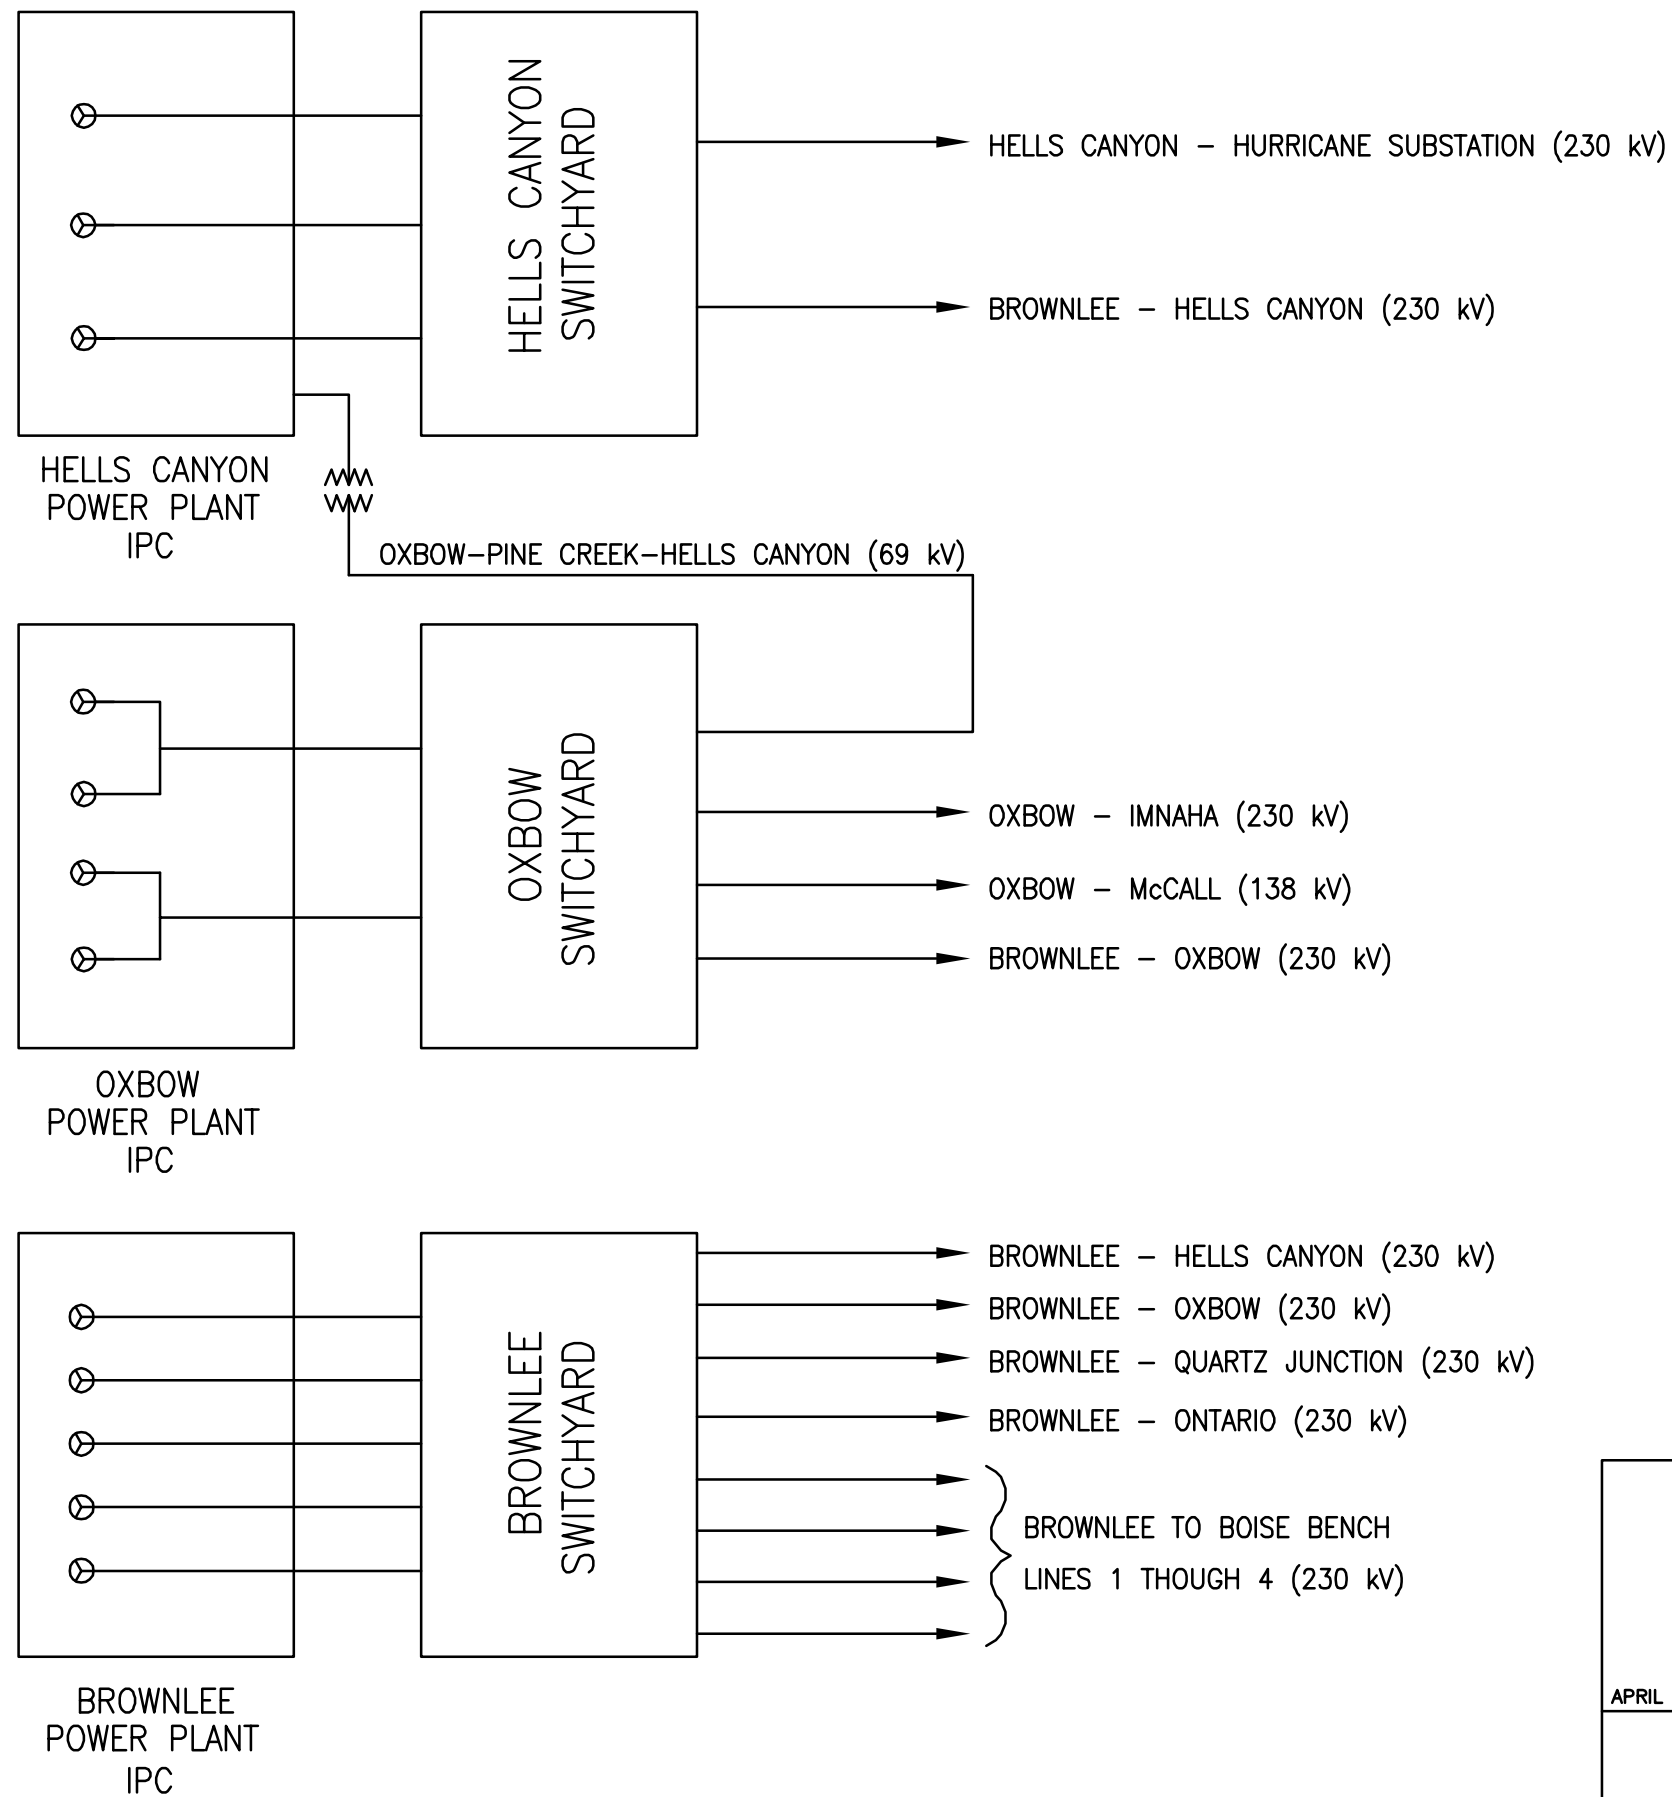 HELLS CANYON
SWITCHYARD
HELLS CANYON – HURRICANE SUBSTATION (230 kV)
BROWNLEE – HELLS CANYON (230 kV)
HELLS CANYON
POWER PLANT
IPC
OXBOW–PINE CREEK–HELLS CANYON (69 kV)
OXBOW
SWITCHYARD
OXBOW – IMNAHA (230 kV)
OXBOW – McCALL (138 kV)
BROWNLEE – OXBOW (230 kV)
OXBOW
POWER PLANT
IPC
BROWNLEE
SWITCHYARD
BROWNLEE – HELLS CANYON (230 kV)
BROWNLEE – OXBOW (230 kV)
BROWNLEE – QUARTZ JUNCTION (230 kV)
BROWNLEE – ONTARIO (230 kV)
BROWNLEE TO BOISE BENCH
LINES 1 THOUGH 4 (230 kV)
BROWNLEE
POWER PLANT
IPC
APRIL